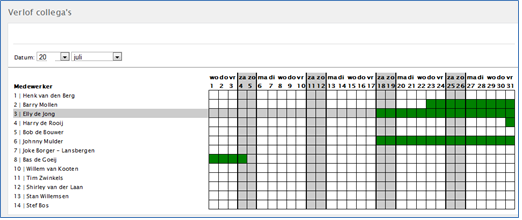 Verlof collega's
Datum: 20 juli
wo do vr za zo ma di wo do vr za zo ma di wo do vr za zo ma di wo do vr za zo ma di wo do vr
Medewerker 1 2 3 4 5 6 7 8 9 10 11 12 13 14 15 16 17 18 19 20 21 22 23 24 25 26 27 28 29 30 31
1 | Henk van den Berg
2 | Barry Mollen
3 | Elly de Jong
4 | Harry de Rooij
5 | Bob de Bouwer
6 | Johnny Mulder
7 | Joke Borger - Lansbergen
8 | Bas de Goeij
10 | Willem van Kooten
11 | Tim Zwinkels
12 | Shirley van der Laan
13 | Stan Willemsen
14 | Stef Bos